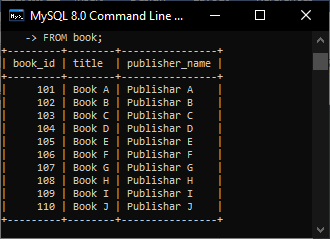 MySQL 8.0 Command Line ...
-> FROM book;
+---------+--------+----------------+
| book_id | title  | publisher_name |
+---------+--------+----------------+
|     101 | Book A | Publishar A    |
|     102 | Book B | Publishar B    |
|     103 | Book C | Publishar C    |
|     104 | Book D | Publishar D    |
|     105 | Book E | Publishar E    |
|     106 | Book F | Publishar F    |
|     107 | Book G | Publishar G    |
|     108 | Book H | Publishar H    |
|     109 | Book I | Publishar I    |
|     110 | Book J | Publishar J    |
+---------+--------+----------------+